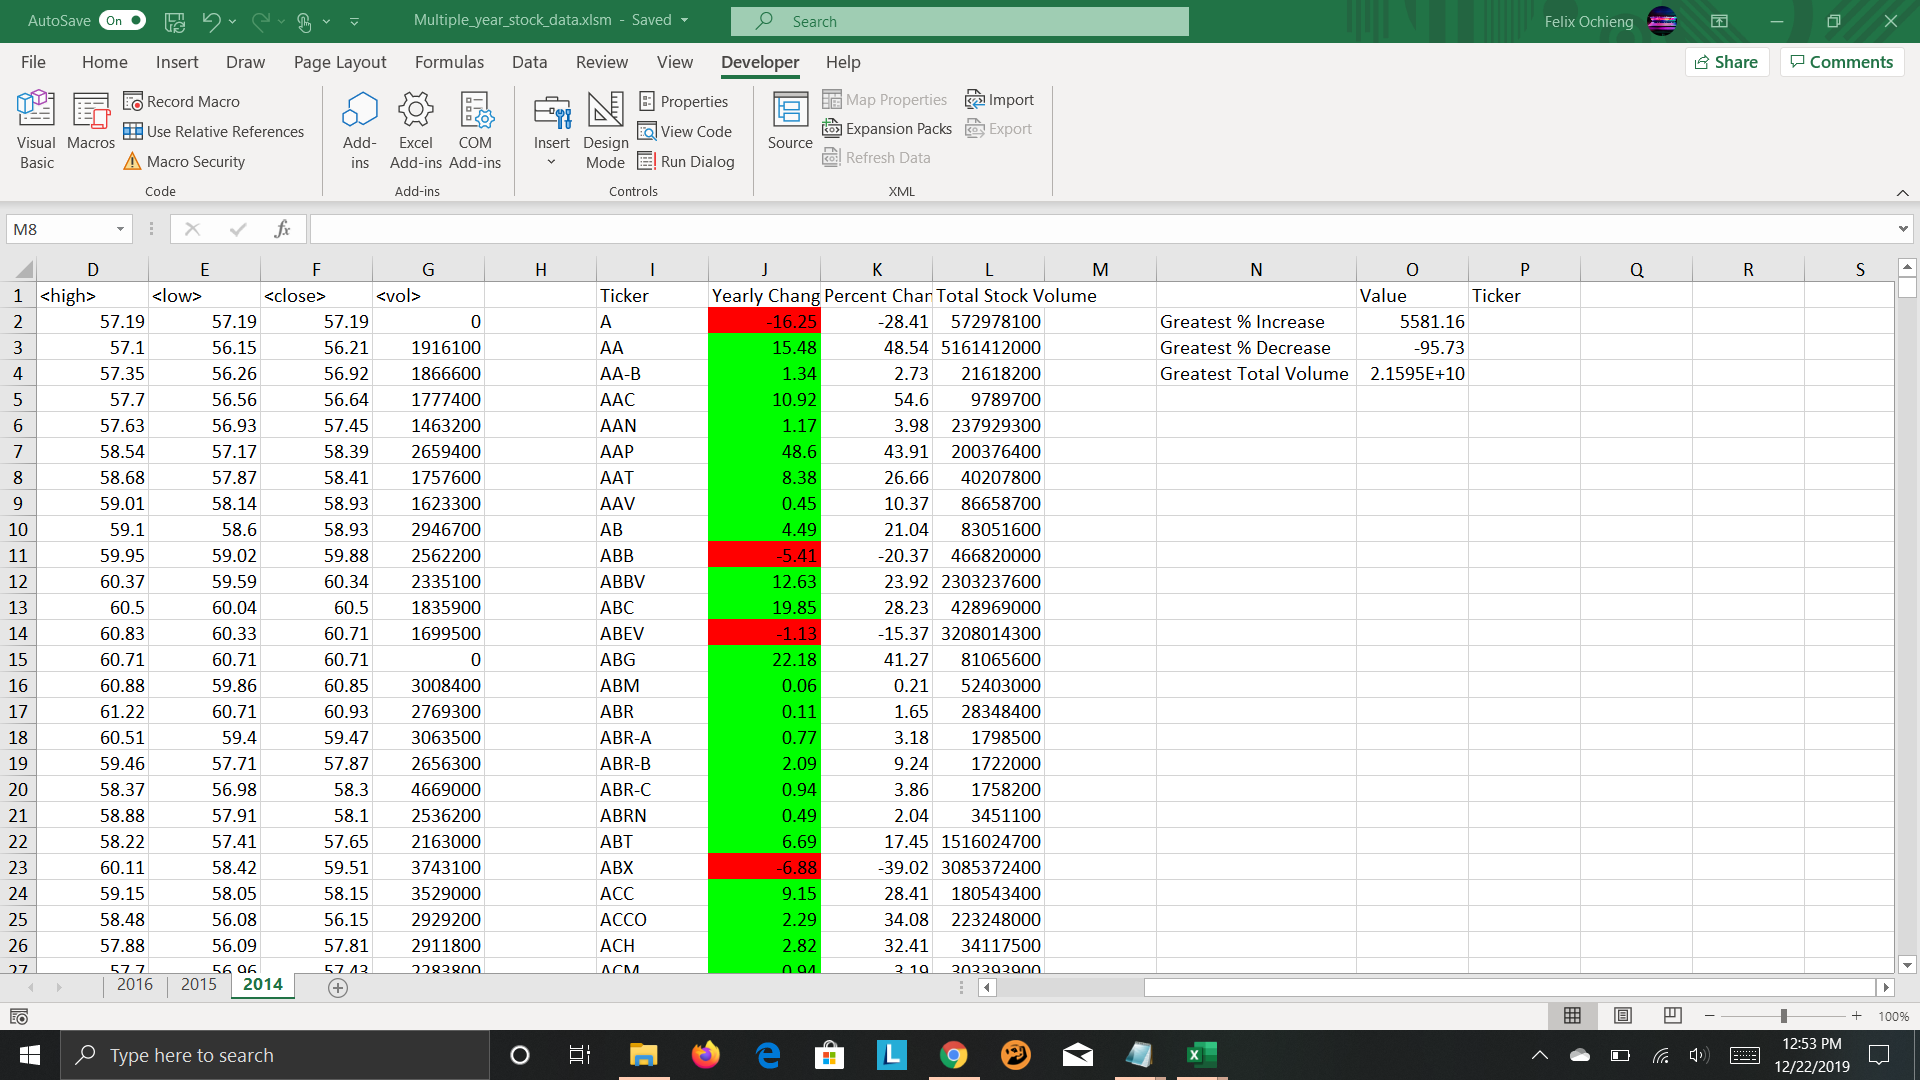 AutoSave On Multiple_year_stock_data.xlsm - Saved Search Felix Ochieng
File Home Insert Draw Page Layout Formulas Data Review View Developer Help Share Comments
Visual Basic Macros Record Macro Use Relative References Macro Security Code
Add-ins Excel Add-ins COM Add-ins Add-ins
Insert Design Mode Properties View Code Run Dialog Controls
Source Map Properties Expansion Packs Refresh Data Import Export XML
M8 fx
D E F G H I J K L M N O P Q R S
1 <high> <low> <close> <vol> Ticker Yearly Chang Percent Char Total Stock Volume Value Ticker
2 57.19 57.19 57.19 0 A -16.25 -28.41 572978100 Greatest % Increase 5581.16
3 57.1 56.15 56.21 1916100 AA 15.48 48.54 5161412000 Greatest % Decrease -95.73
4 57.35 56.26 56.92 1866600 AA-B 1.34 2.73 21618200 Greatest Total Volume 2.1595E+10
5 57.7 56.56 56.64 1777400 AAC 10.92 54.6 9789700
6 57.63 56.93 57.45 1463200 AAN 1.17 3.98 237929300
7 58.54 57.17 58.39 2659400 AAP 48.6 43.91 200376400
8 58.68 57.87 58.41 1757600 AAT 8.38 26.66 40207800
9 59.01 58.14 58.93 1623300 AAV 0.45 10.37 86658700
10 59.1 58.6 58.93 2946700 AB 4.49 21.04 83051600
11 59.95 59.02 59.88 2562200 ABB -5.41 -20.37 466820000
12 60.37 59.59 60.34 2335100 ABBV 12.63 23.92 2303237600
13 60.5 60.04 60.5 1835900 ABC 19.85 28.23 428969000
14 60.83 60.33 60.71 1699500 ABEV -1.13 -15.37 3208014300
15 60.71 60.71 60.71 0 ABG 22.18 41.27 81065600
16 60.88 59.86 60.85 3008400 ABM 0.06 0.21 52403000
17 61.22 60.71 60.93 2769300 ABR 0.11 1.65 28348400
18 60.51 59.4 59.47 3063500 ABR-A 0.77 3.18 1798500
19 59.46 57.71 57.87 2656300 ABR-B 2.09 9.24 1722000
20 58.37 56.98 58.3 4669000 ABR-C 0.94 3.86 1758200
21 58.88 57.91 58.1 2536200 ABRN 0.49 2.04 3451100
22 58.22 57.41 57.65 2163000 ABT 6.69 17.45 1516024700
23 60.11 58.42 59.51 3743100 ABX -6.88 -39.02 3085372400
24 59.15 58.05 58.15 3529000 ACC 9.15 28.41 180543400
25 58.48 56.08 56.15 2929200 ACCO 2.29 34.08 223248000
26 57.88 56.09 57.81 2911800 ACH 2.82 32.41 34117500
27 57.7 56.96 57.43 2283800 ACM 0.94 3.19 303393900
2016 2015 2014
100%
Type here to search 12:53 PM
12/22/2019